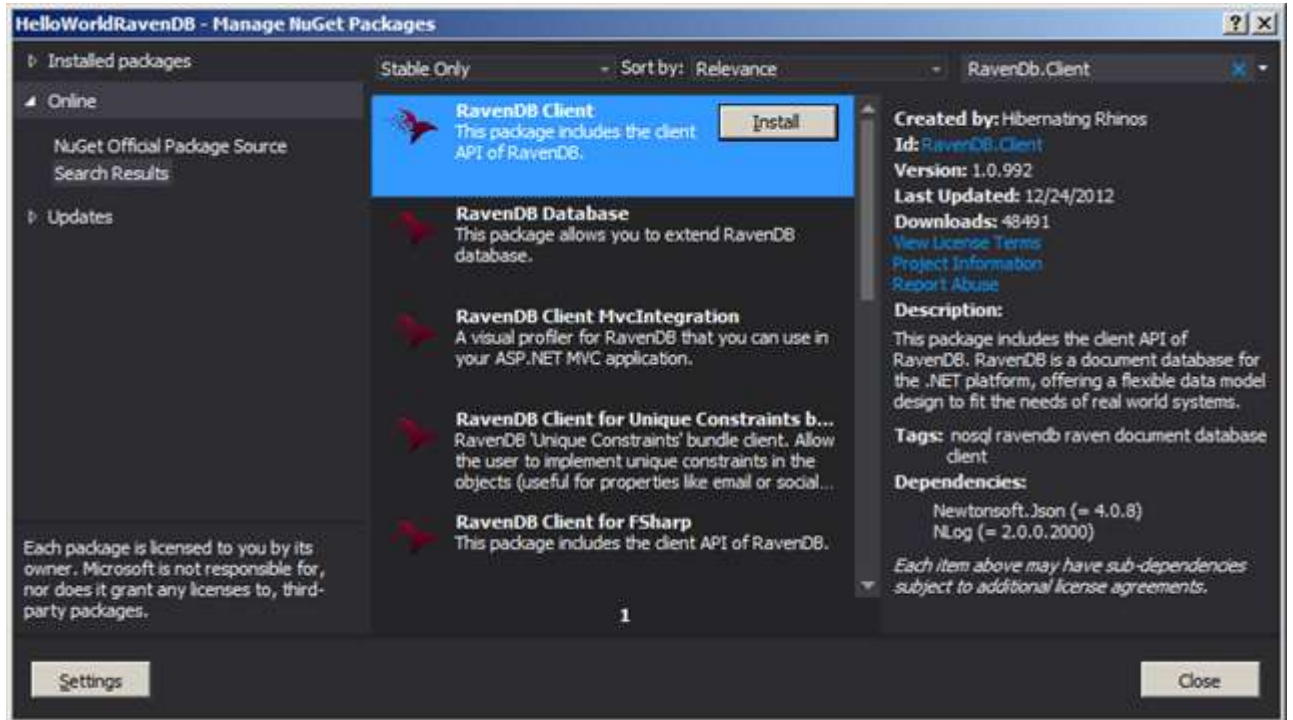 HelloWorldRavenDB - Manage NuGet Packages
Installed packages
Online
NuGet Official Package Source
Search Results
Updates
Each package is licensed to you by its
owner. Microsoft is not responsible for,
nor does it grant any licenses to, third-
party packages.
Settings
Stable Only
Sort by: Relevance
RavenDb.Client
RavenDB Client
This package includes the client
API of RavenDB.
Install
RavenDB Database
This package allows you to extend RavenDB
database.
RavenDB Client MvcIntegration
A visual profiler for RavenDB that you can use in
your ASP.NET MVC application.
RavenDB Client for Unique Constraints b...
RavenDB 'Unique Constraints' bundle client. Allow
the user to implement unique constraints in the
objects (useful for properties like email or social...
RavenDB Client for FSharp
This package includes the client API of RavenDB.
1
Created by: Hibernating Rhinos
Id: RavenDB.Client
Version: 1.0.992
Last Updated: 12/24/2012
Downloads: 48491
View License Terms
Project Information
Report Abuse
Description:
This package includes the client API of
RavenDB. RavenDB is a document database for
the .NET platform, offering a flexible data model
design to fit the needs of real world systems.
Tags: nosql ravendb raven document database
client
Dependencies:
Newtonsoft.Json (= 4.0.8)
NLog (= 2.0.0.2000)
Each item above may have sub-dependencies
subject to additional license agreements.
Close